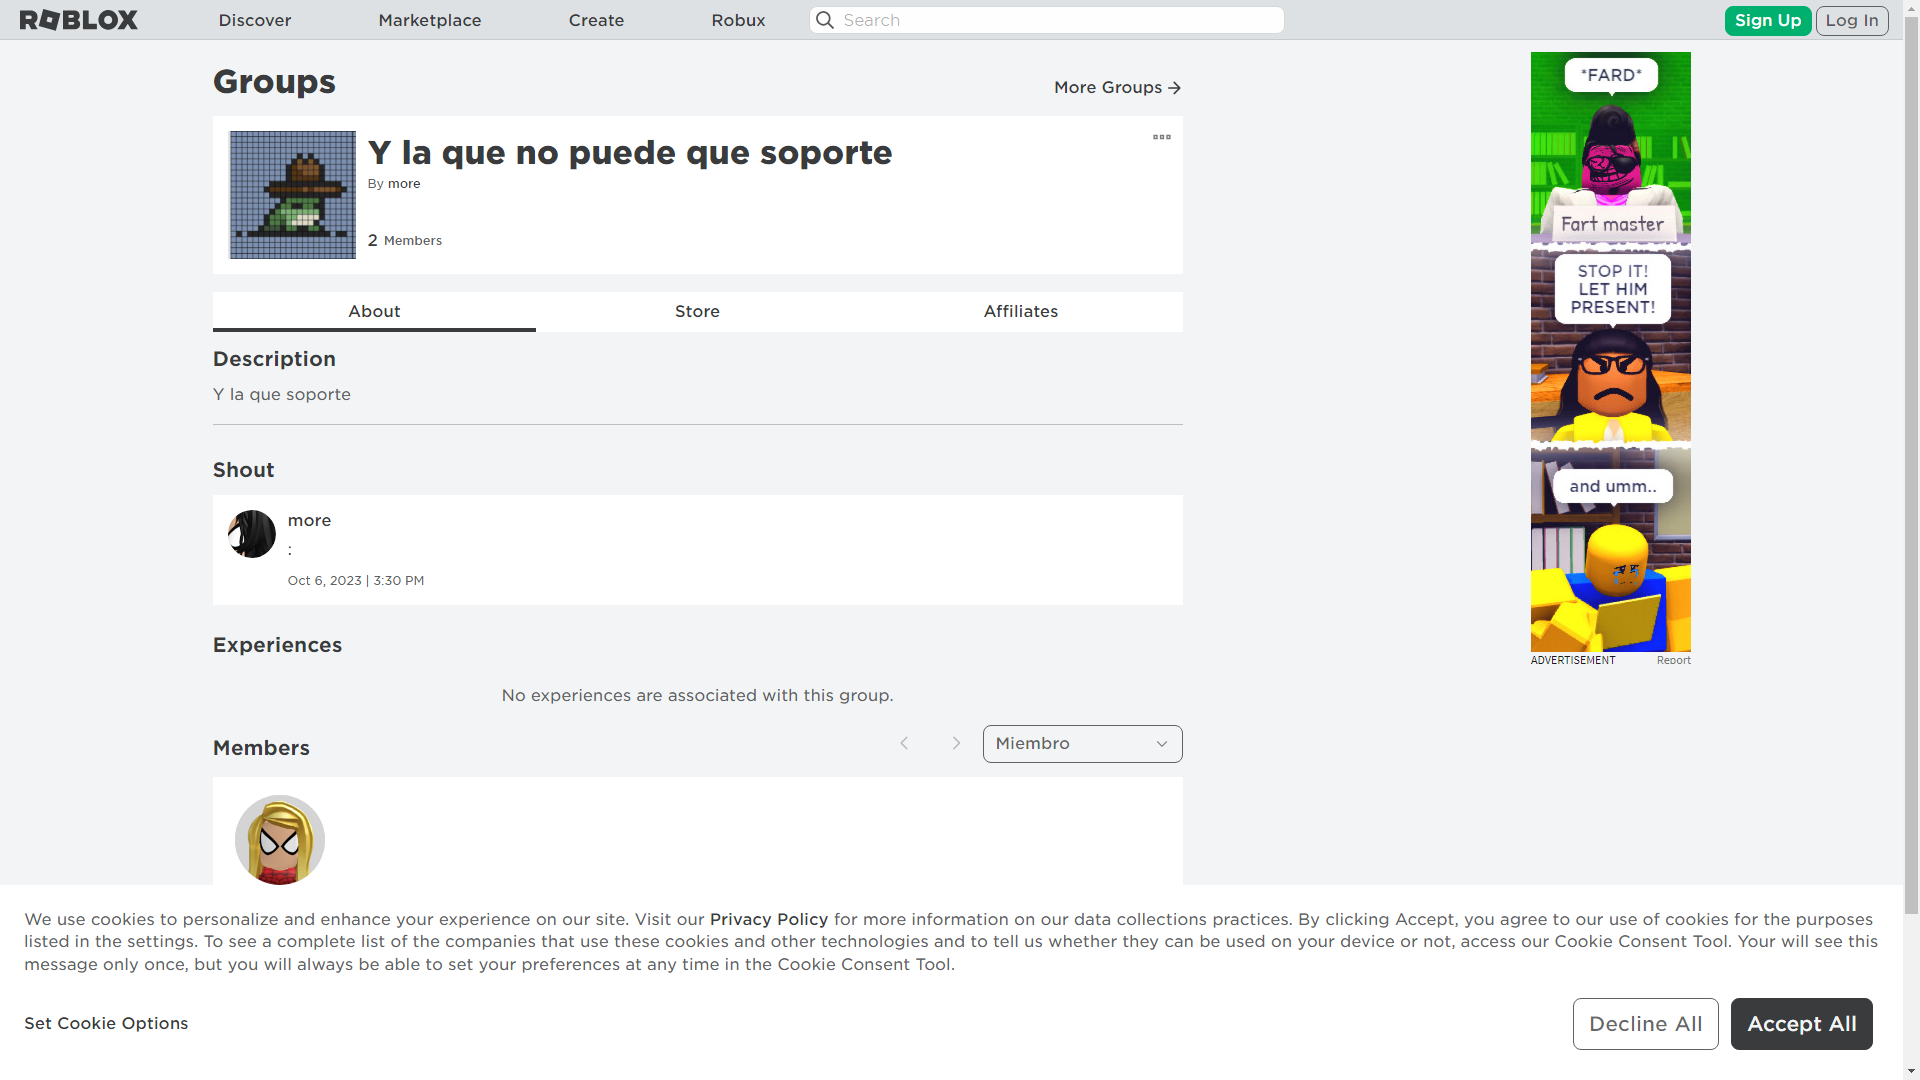 ROBLOX
Discover
Marketplace
Create
Robux
Search
Sign Up
Log In
Groups
More Groups
Y la que no puede que soporte
By more
2 Members
About
Store
Affiliates
Description
Y la que soporte
Shout
more
:
Oct 6, 2023 | 3:30 PM
Experiences
No experiences are associated with this group.
Members
Miembro
*FARD*
Fart master
STOP IT!
LET HIM
PRESENT!
and umm..
ADVERTISEMENT
Report
We use cookies to personalize and enhance your experience on our site. Visit our Privacy Policy for more information on our data collections practices. By clicking Accept, you agree to our use of cookies for the purposes
listed in the settings. To see a complete list of the companies that use these cookies and other technologies and to tell us whether they can be used on your device or not, access our Cookie Consent Tool. Your will see this
message only once, but you will always be able to set your preferences at any time in the Cookie Consent Tool.
Set Cookie Options
Decline All
Accept All